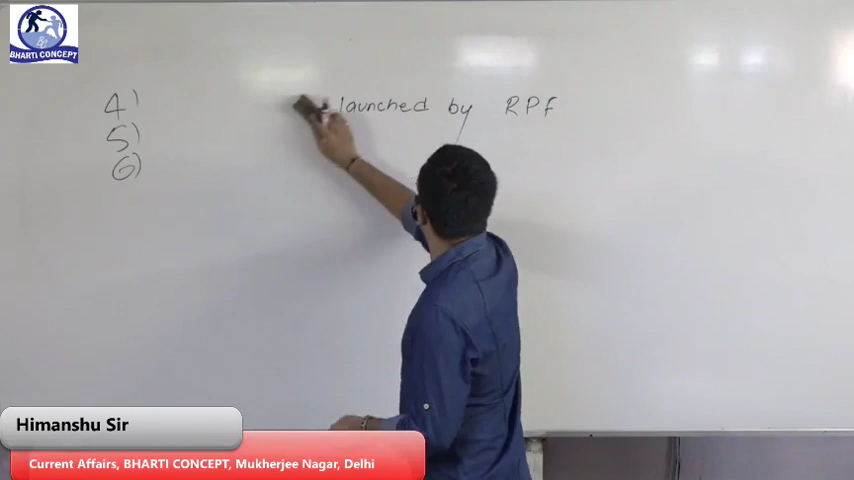 BHARTI CONCEPT
4) launched by RPF
5)
6)
Himanshu Sir
Current Affairs, BHARTI CONCEPT, Mukherjee Nagar, Delhi